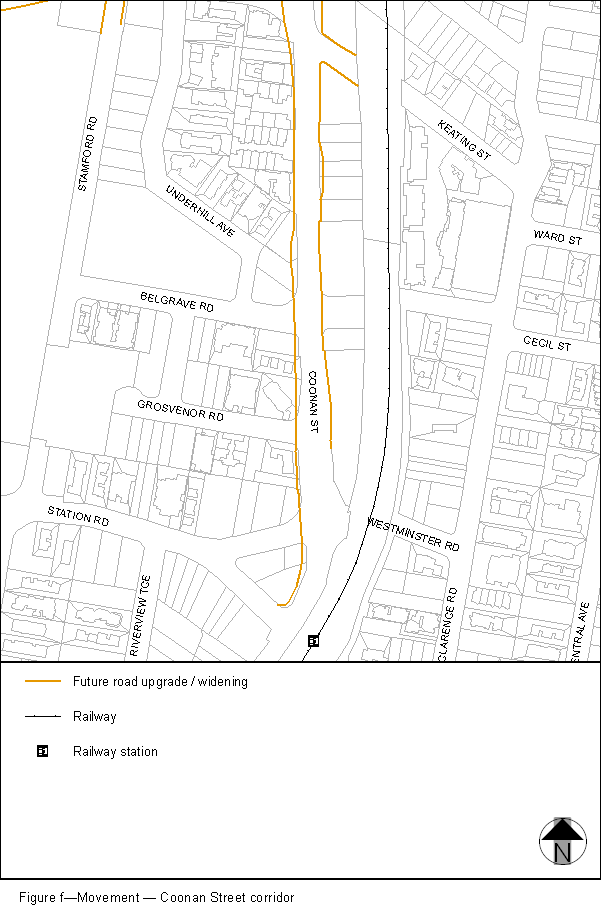 STAMFORD RD
KEATING ST
UNDERHILL AVE
WARD ST
BELGRAVE RD
CECIL ST
COONAN ST
GROSVENOR RD
STATION RD
WESTMINSTER RD
RIVERVIEW TCE
CLARENCE RD
ENTRAL AVE
Future road upgrade / widening
Railway
Railway station
N
Figure f—Movement — Coonan Street corridor